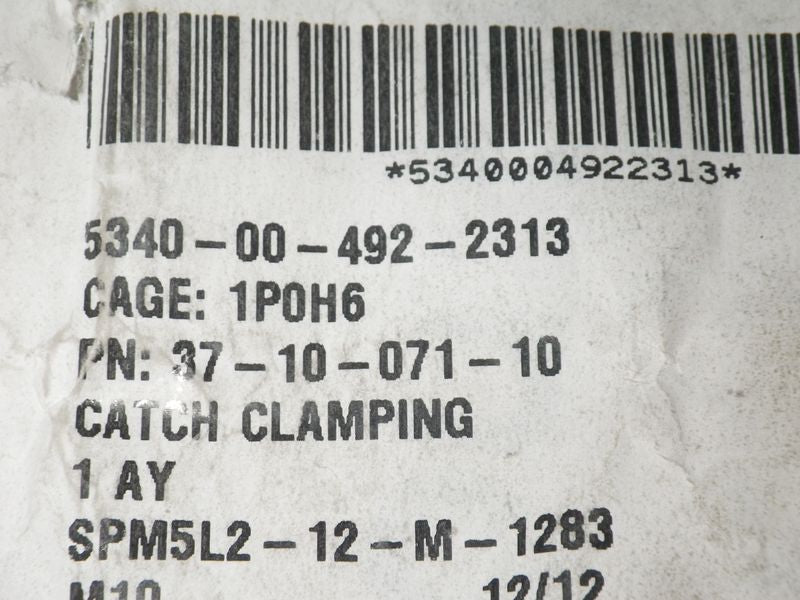 *5340004922313*
5340-00-492-2313
CAGE: 1P0H6
PN: 37-10-071-10
CATCH CLAMPING
1 AY
SPM5L2-12-M-1283
M10 12/12